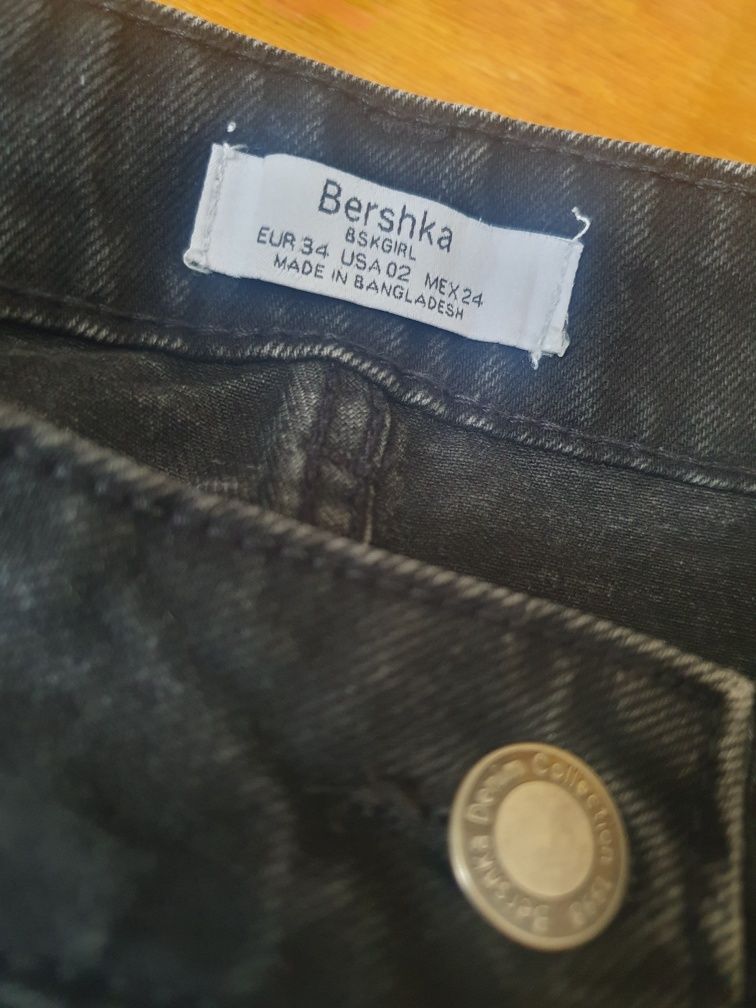 Bershka
BSKGIRL
EUR 34 USA 02 MEX 24
MADE IN BANGLADESH
Bershka Denim Collection 1998